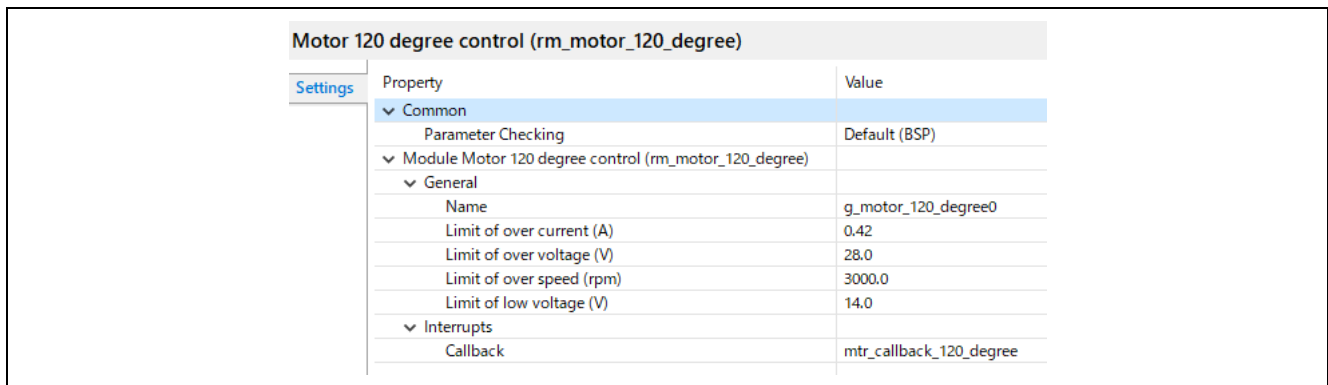 Motor 120 degree control (rm_motor_120_degree)
Settings Property Value
Common
Parameter Checking Default (BSP)
Module Motor 120 degree control (rm_motor_120_degree)
General
Name g_motor_120_degree0
Limit of over current (A) 0.42
Limit of over voltage (V) 28.0
Limit of over speed (rpm) 3000.0
Limit of low voltage (V) 14.0
Interrupts
Callback mtr_callback_120_degree